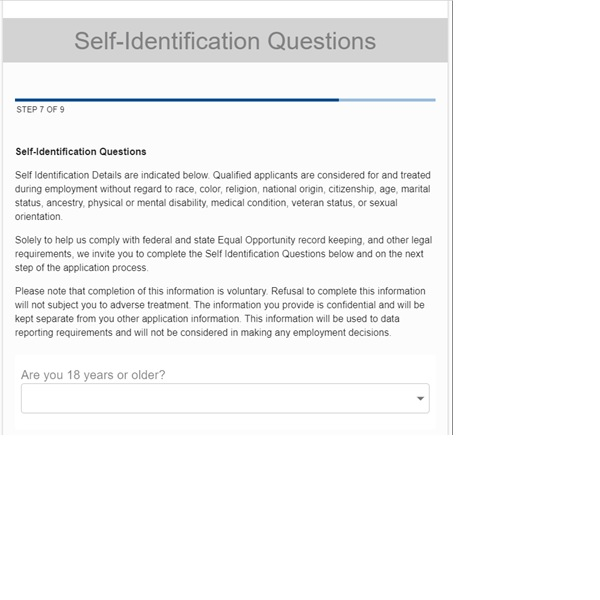 Self-Identification Questions
STEP 7 OF 9
Self-Identification Questions
Self Identification Details are indicated below. Qualified applicants are considered for and treated
during employment without regard to race, color, religion, national origin, citizenship, age, marital
status, ancestry, physical or mental disability, medical condition, veteran status, or sexual
orientation.
Solely to help us comply with federal and state Equal Opportunity record keeping, and other legal
requirements, we invite you to complete the Self Identification Questions below and on the next
step of the application process.
Please note that completion of this information is voluntary. Refusal to complete this information
will not subject you to adverse treatment. The information you provide is confidential and will be
kept separate from you other application information. This information will be used to data
reporting requirements and will not be considered in making any employment decisions.
Are you 18 years or older?